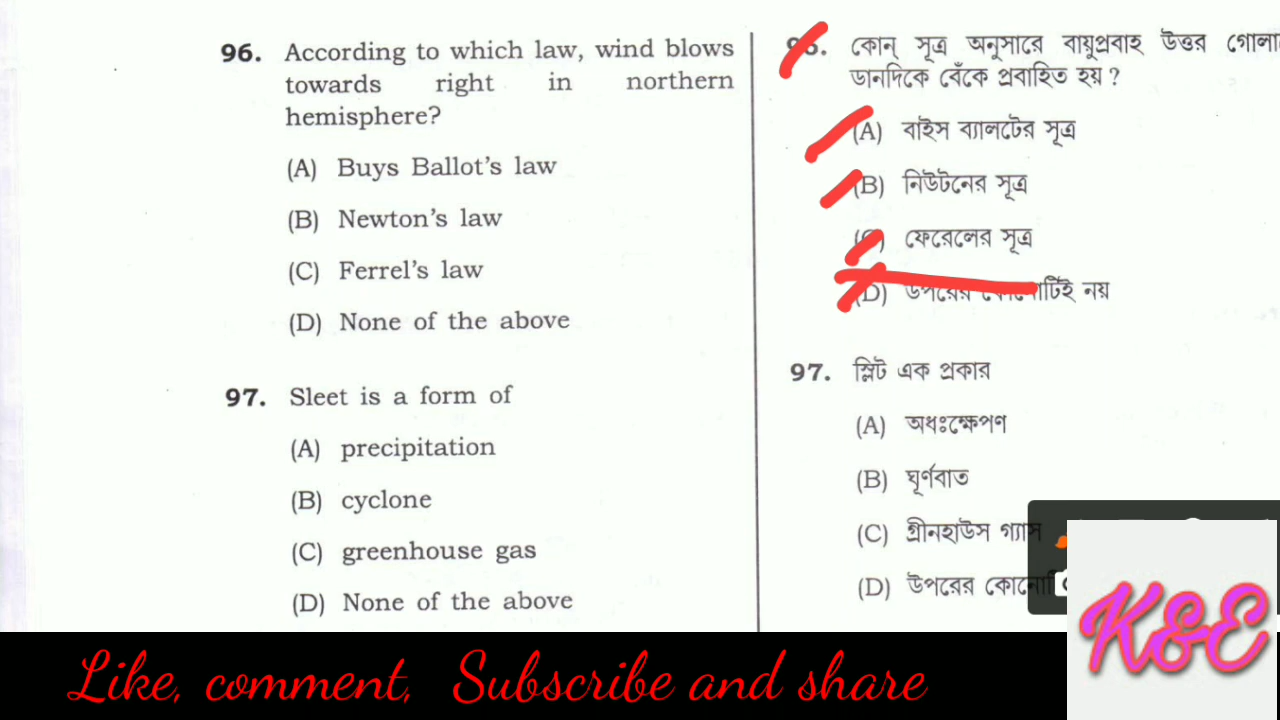 96. According to which law, wind blows
towards right in northern
hemisphere?
(A) Buys Ballot's law
(B) Newton's law
(C) Ferrel's law
(D) None of the above
97. Sleet is a form of
(A) precipitation
(B) cyclone
(C) greenhouse gas
(D) None of the above
কোন্ সূত্র অনুসারে বায়ুপ্রবাহ উত্তর
ডানদিকে বেঁকে প্রবাহিত হয় ?
(A) বাইস ব্যালটের সূত্র
(B) নিউটনের সূত্র
ফেরেলের সূত্র
(D) উপরের কোনোটিই নয়
97. স্লিট এক প্রকার
(A) অধঃক্ষেপণ
(B) ঘূর্ণবাত
(C) গ্রীনহাউস গ্যাস
(D) উপরের
Like, comment, Subscribe and share
K&E